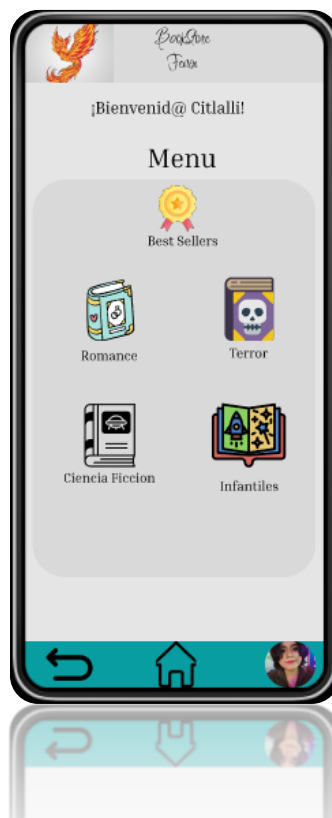 BookStore
Fenix
¡Bienvenid@ Citlalli!
Menu
Best Sellers
Romance
Terror
Ciencia Ficcion
Infantiles